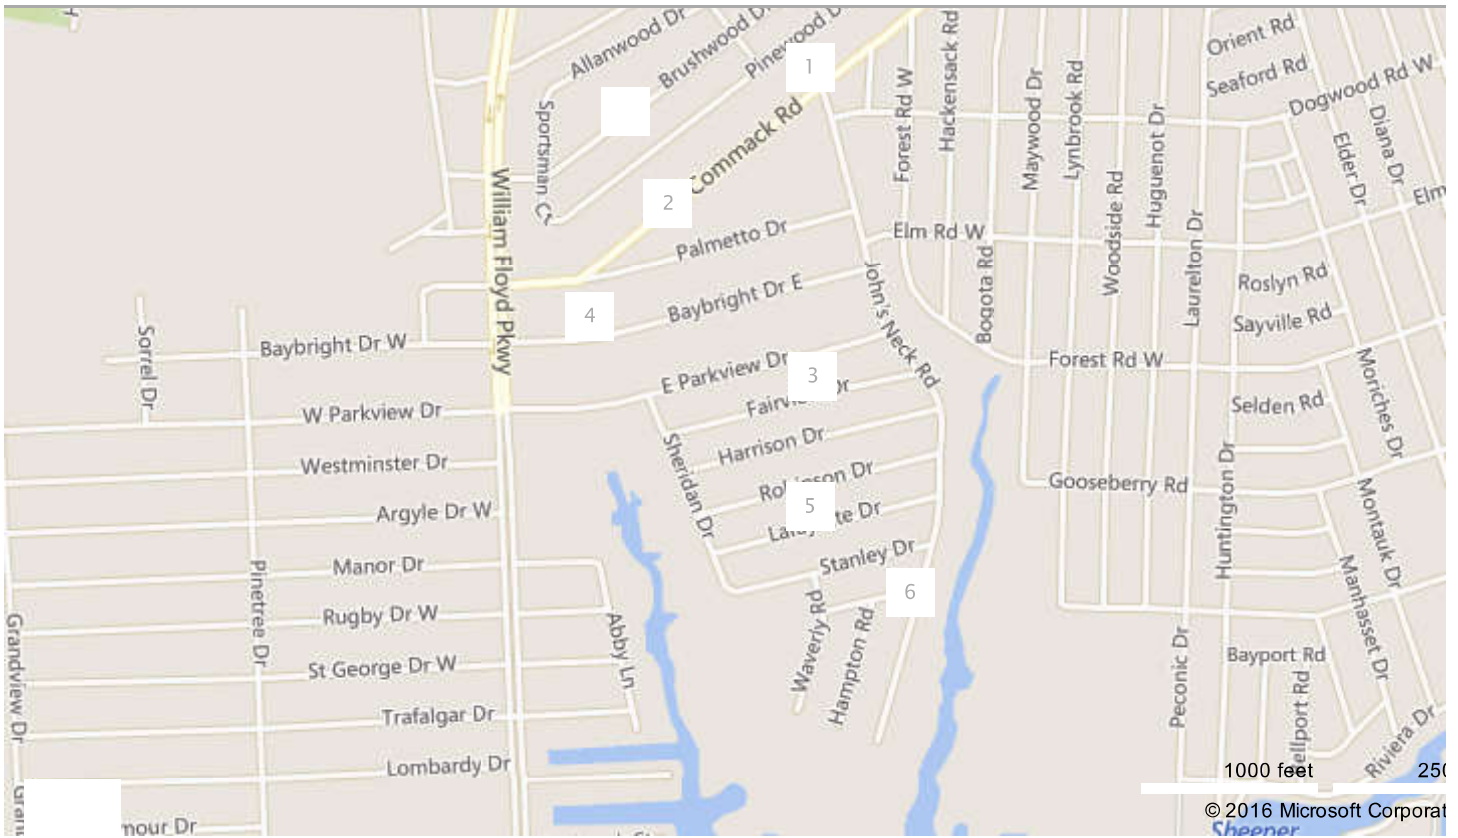 Allanwood Dr
Brushwood
Pinewood
1
Orient Rd
Seaford Rd
Dogwood Rd W
Forest Rd W
Hackensack Rd
Maywood Dr
Lynbrook Rd
Huguenot Dr
Woodside Rd
Laurelton Dr
Elder Dr
Diana Dr
Sportsman
Commack Rd
2
William Floyd Pkwy
Palmetto Dr
Elm Rd W
Elm
Bogota Rd
Baybright Dr E
John's Neck Rd
4
Roslyn Rd
Sayville Rd
Sorrel Dr
Baybright Dr W
E Parkview Dr
3
Forest Rd W
Moriches Dr
W Parkview Dr
Selden Rd
Harrison Dr
Westminster Dr
Sheridan Dr
Gooseberry Rd
Huntington Dr
Montauk Dr
5
Argyle Dr W
Stanley Dr
Manor Dr
6
Pinetree Dr
Manhasset Dr
Rugby Dr W
Abby Ln
Waverly Rd
Hampton Rd
Grandview Dr
St George Dr W
Peconic Dr
Bayport Rd
Trafalgar Dr
Riviera Dr
Lombardy Dr
1000 feet
250
© 2016 Microsoft Corporat
mour Dr